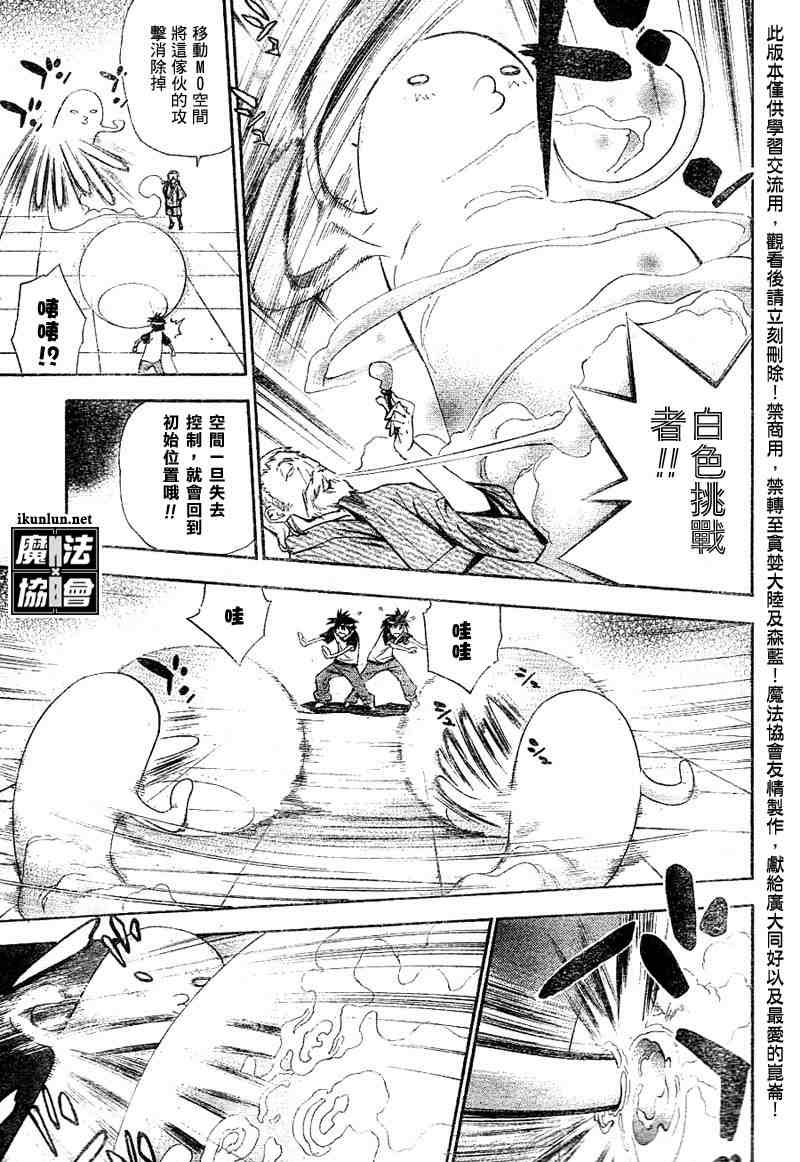 白色挑戰
者!!
移動MO空間
將這傢伙的攻
擊消除掉
咦
咦!?
空間一旦失去
控制，就會回到
初始位置哦!!
ikunlun.net
魔法
協會
哇
哇
哇
此版本僅供學習交流用，觀看後請立刻刪除！禁商用，禁轉至貪婪大陸及森藍！魔法協會友情製作，獻給廣大同好以及最愛的崑崙！